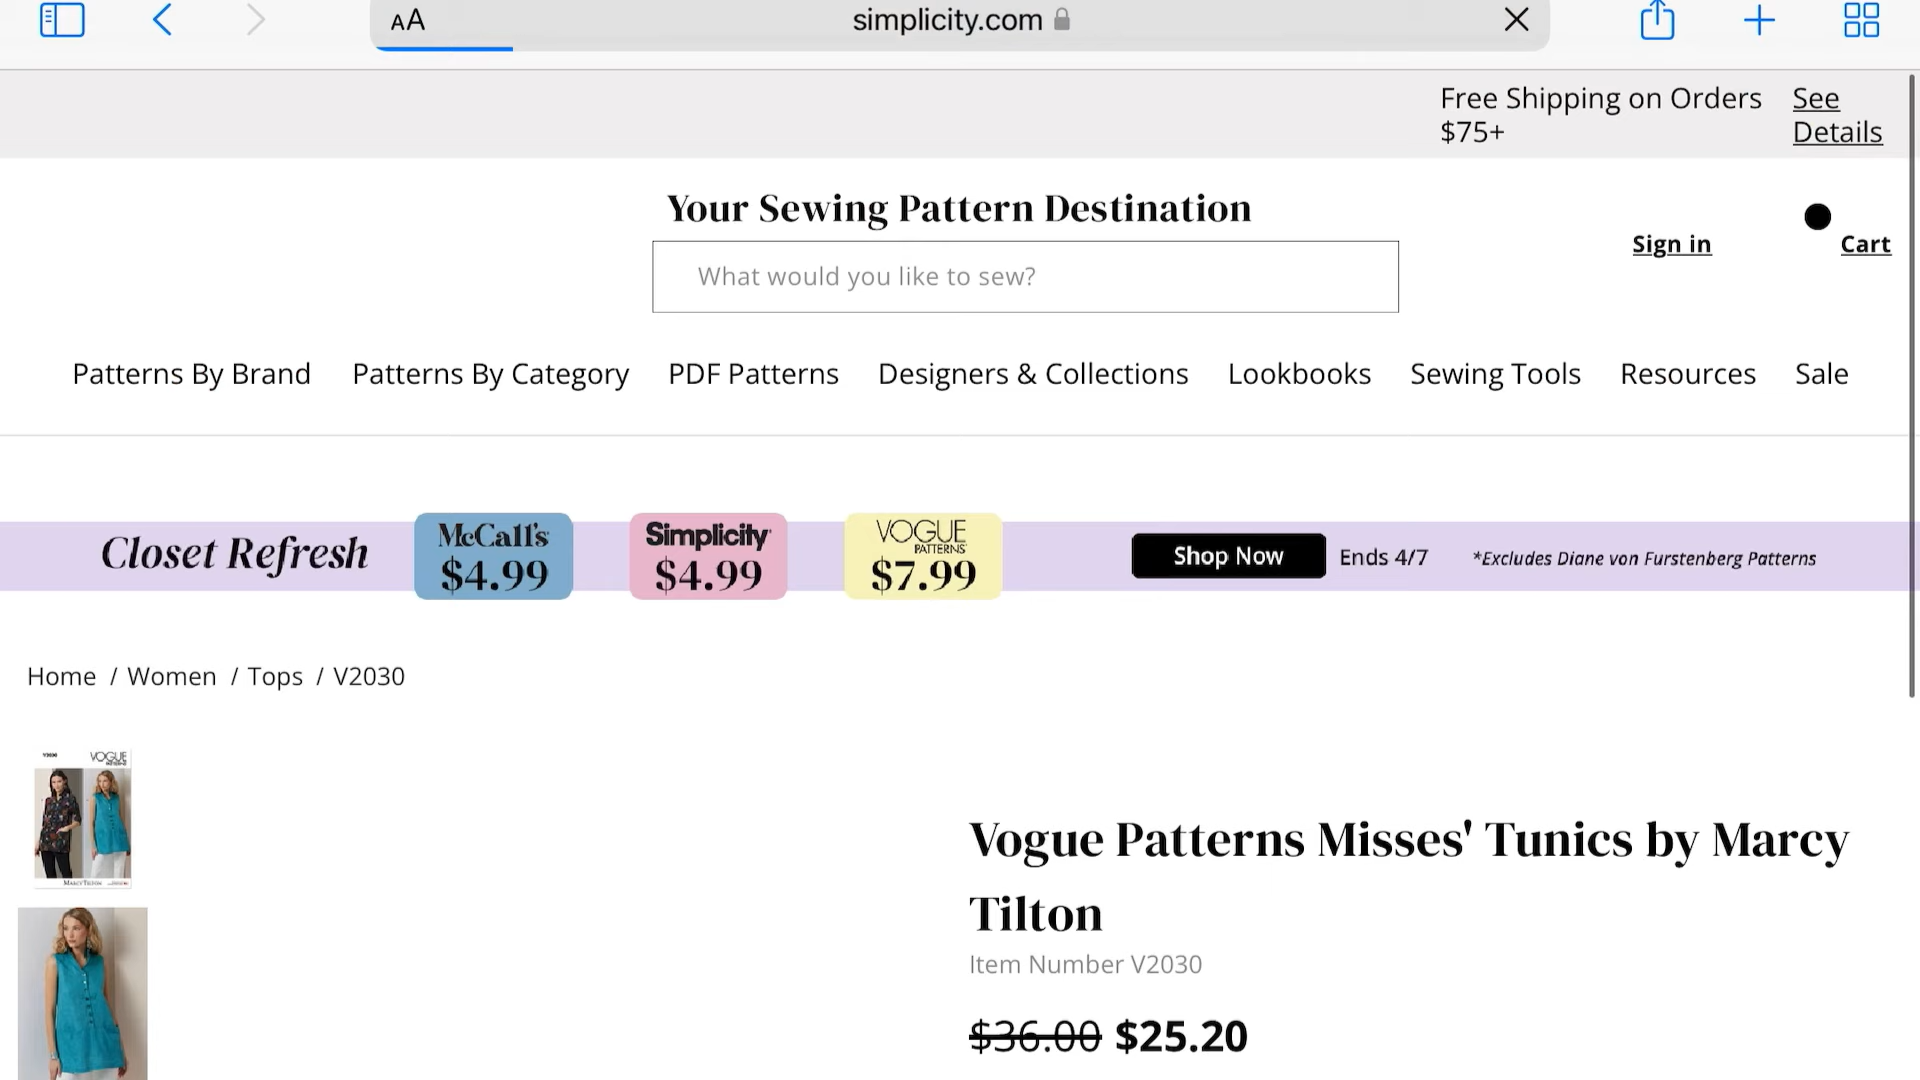 AA
simplicity.com
Free Shipping on Orders
$75+
See
Details
Your Sewing Pattern Destination
What would you like to sew?
Sign in
Cart
Patterns By Brand
Patterns By Category
PDF Patterns
Designers & Collections
Lookbooks
Sewing Tools
Resources
Sale
Closet Refresh
McCall's
$4.99
Simplicity
$4.99
VOGUE
PATTERNS
$7.99
Shop Now
Ends 4/7
*Excludes Diane von Furstenberg Patterns
Home / Women / Tops / V2030
V2030
VOGUE
PATTERNS
MARCY TILTON
Vogue Patterns Misses' Tunics by Marcy
Tilton
Item Number V2030
$36.00 $25.20